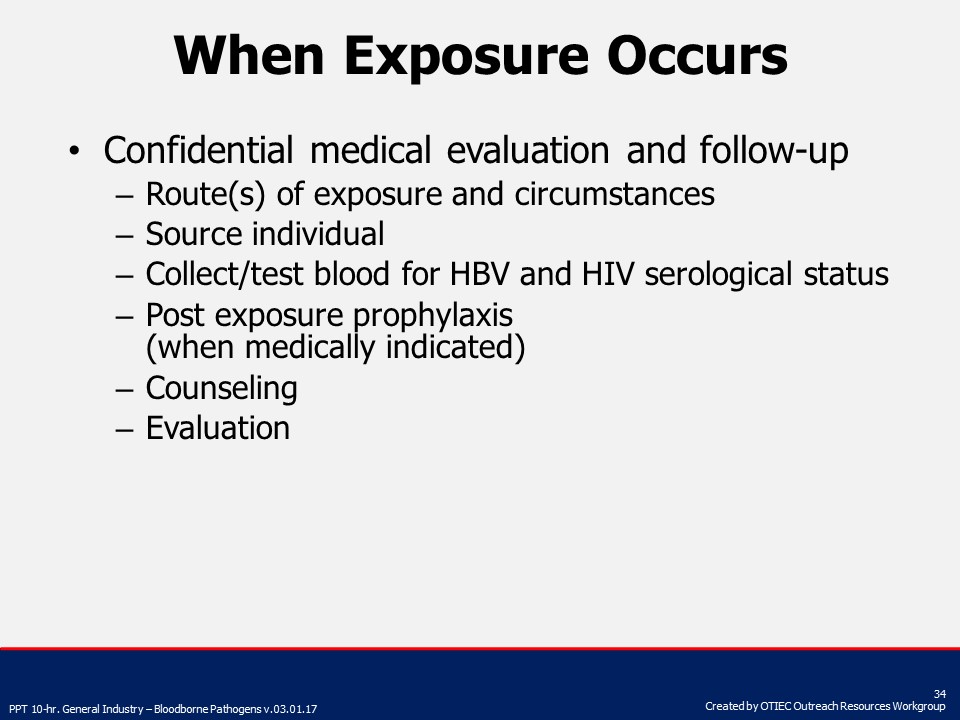 When Exposure Occurs
• Confidential medical evaluation and follow-up
– Route(s) of exposure and circumstances
– Source individual
– Collect/test blood for HBV and HIV serological status
– Post exposure prophylaxis
(when medically indicated)
– Counseling
– Evaluation
34
PPT 10-hr. General Industry – Bloodborne Pathogens v.03.01.17
Created by OTIEC Outreach Resources Workgroup